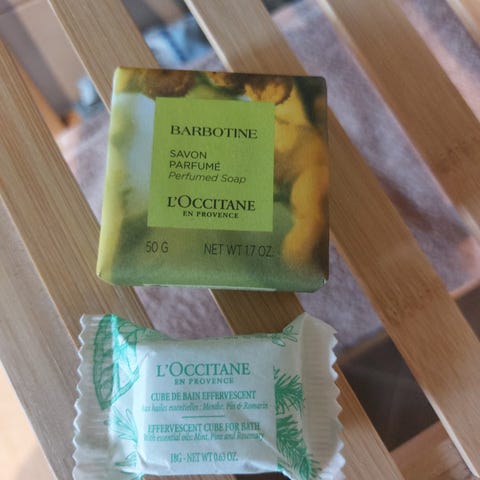 BARBOTINE
SAVON
PARFUMÉ
Perfumed Soap
L'OCCITANE
EN PROVENCE
50 G NET WT 1.7 OZ.
L'OCCITANE
EN PROVENCE
CUBE DE BAIN EFFERVESCENT
Aux huiles essentielles : Menthe, Pin & Romarin
EFFERVESCENT CUBE FOR BATH
With essential oils: Mint, Pine and Rosemary
18G - NET WT 0.63 OZ.